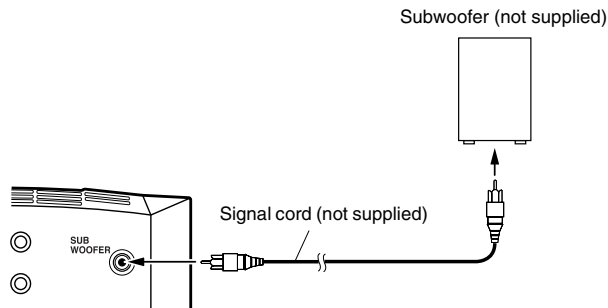 Subwoofer (not supplied)
Signal cord (not supplied)
SUB
WOOFER